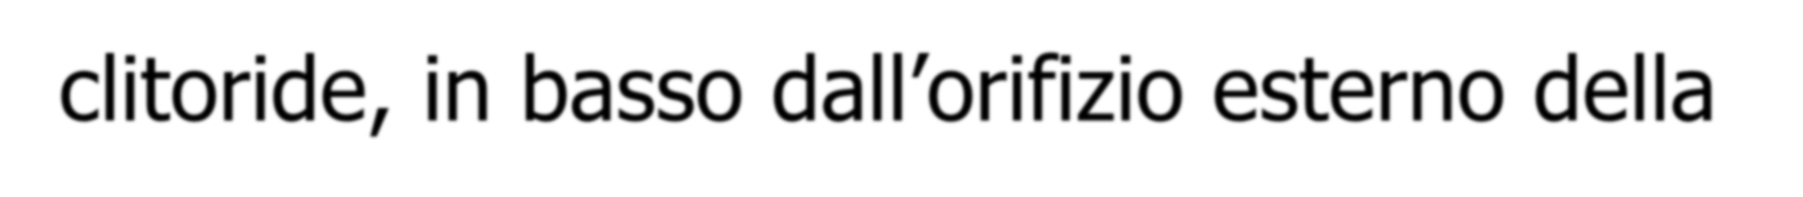 clitoride, in basso dall’orifizio esterno della